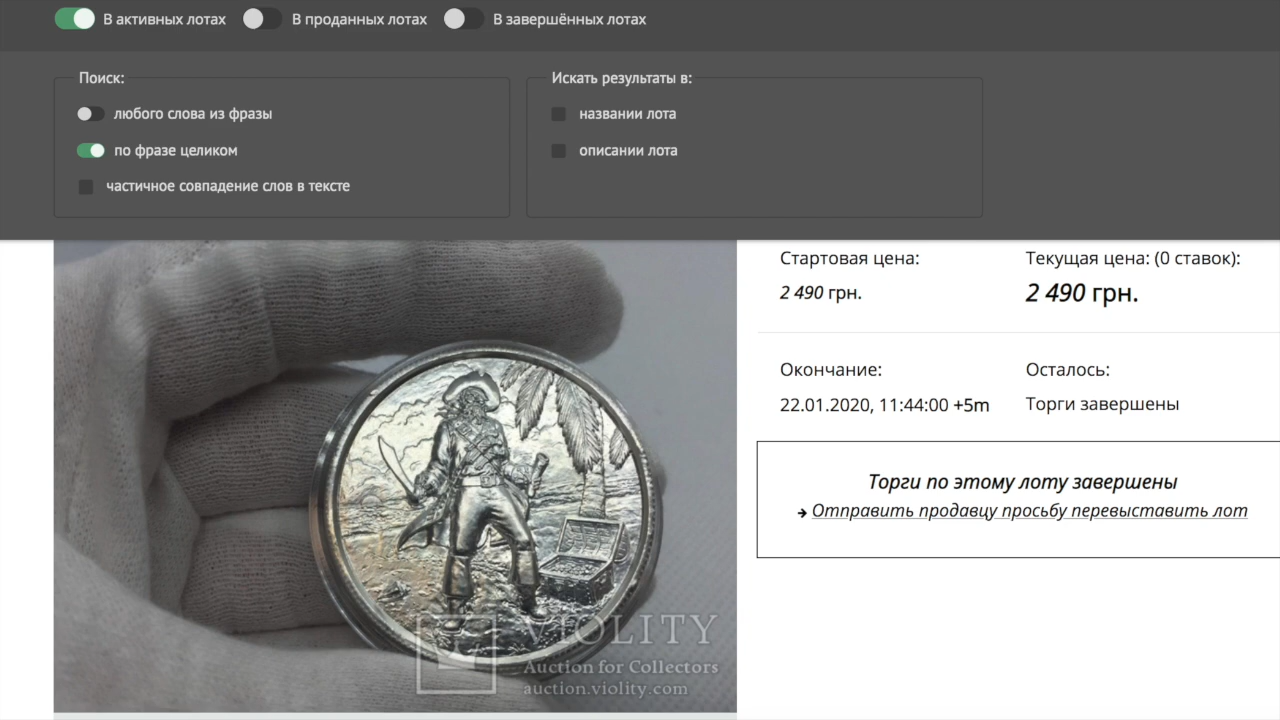 В активных лотах В проданных лотах В завершённых лотах
Поиск:
любого слова из фразы
по фразе целиком
частичное совпадение слов в тексте
Искать результаты в:
названии лота
описании лота
Стартовая цена:
2 490 грн.
Текущая цена: (0 ставок):
2 490 грн.
Окончание:
22.01.2020, 11:44:00 +5m
Осталось:
Торги завершены
Торги по этому лоту завершены
Отправить продавцу просьбу перевыставить лот
VIOLITY
Auction for Collectors
auction.violity.com